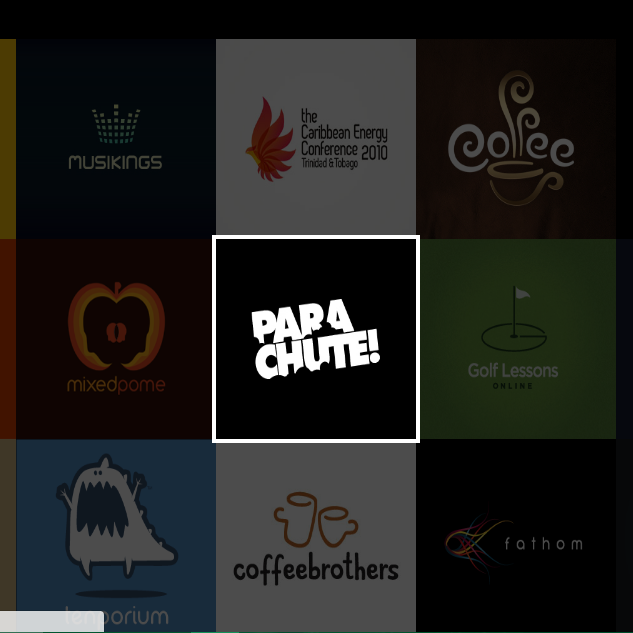 MUSIKINGS
the
Caribbean Energy
Conference 2010
Trinidad & Tobago
Coffee
mixedpome
PARA
CHUTE!
Golf Lessons
ONLINE
tenporium
coffeebrothers
fathom